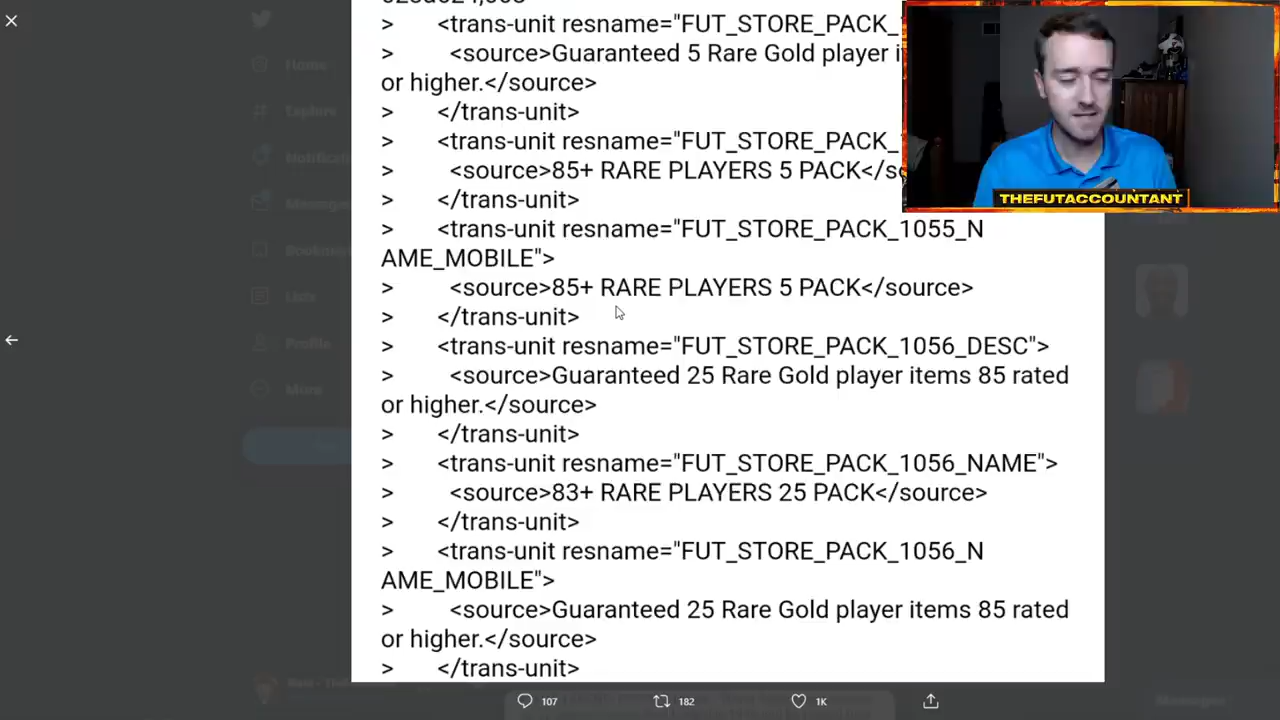 > <trans-unit resname="FUT_STORE_PACK_
> <source>Guaranteed 5 Rare Gold player
or higher.</source>
> </trans-unit>
> <trans-unit resname="FUT_STORE_PACK_
> <source>85+ RARE PLAYERS 5 PACK</s
> </trans-unit>
> <trans-unit resname="FUT_STORE_PACK_1055_N
AME_MOBILE">
> <source>85+ RARE PLAYERS 5 PACK</source>
> </trans-unit>
> <trans-unit resname="FUT_STORE_PACK_1056_DESC">
> <source>Guaranteed 25 Rare Gold player items 85 rated
or higher.</source>
> </trans-unit>
> <trans-unit resname="FUT_STORE_PACK_1056_NAME">
> <source>83+ RARE PLAYERS 25 PACK</source>
> </trans-unit>
> <trans-unit resname="FUT_STORE_PACK_1056_N
AME_MOBILE">
> <source>Guaranteed 25 Rare Gold player items 85 rated
or higher.</source>
> </trans-unit>
THEFUTACCOUNTANT
Home
Explore
Lists
Profile
More
107 182 1K